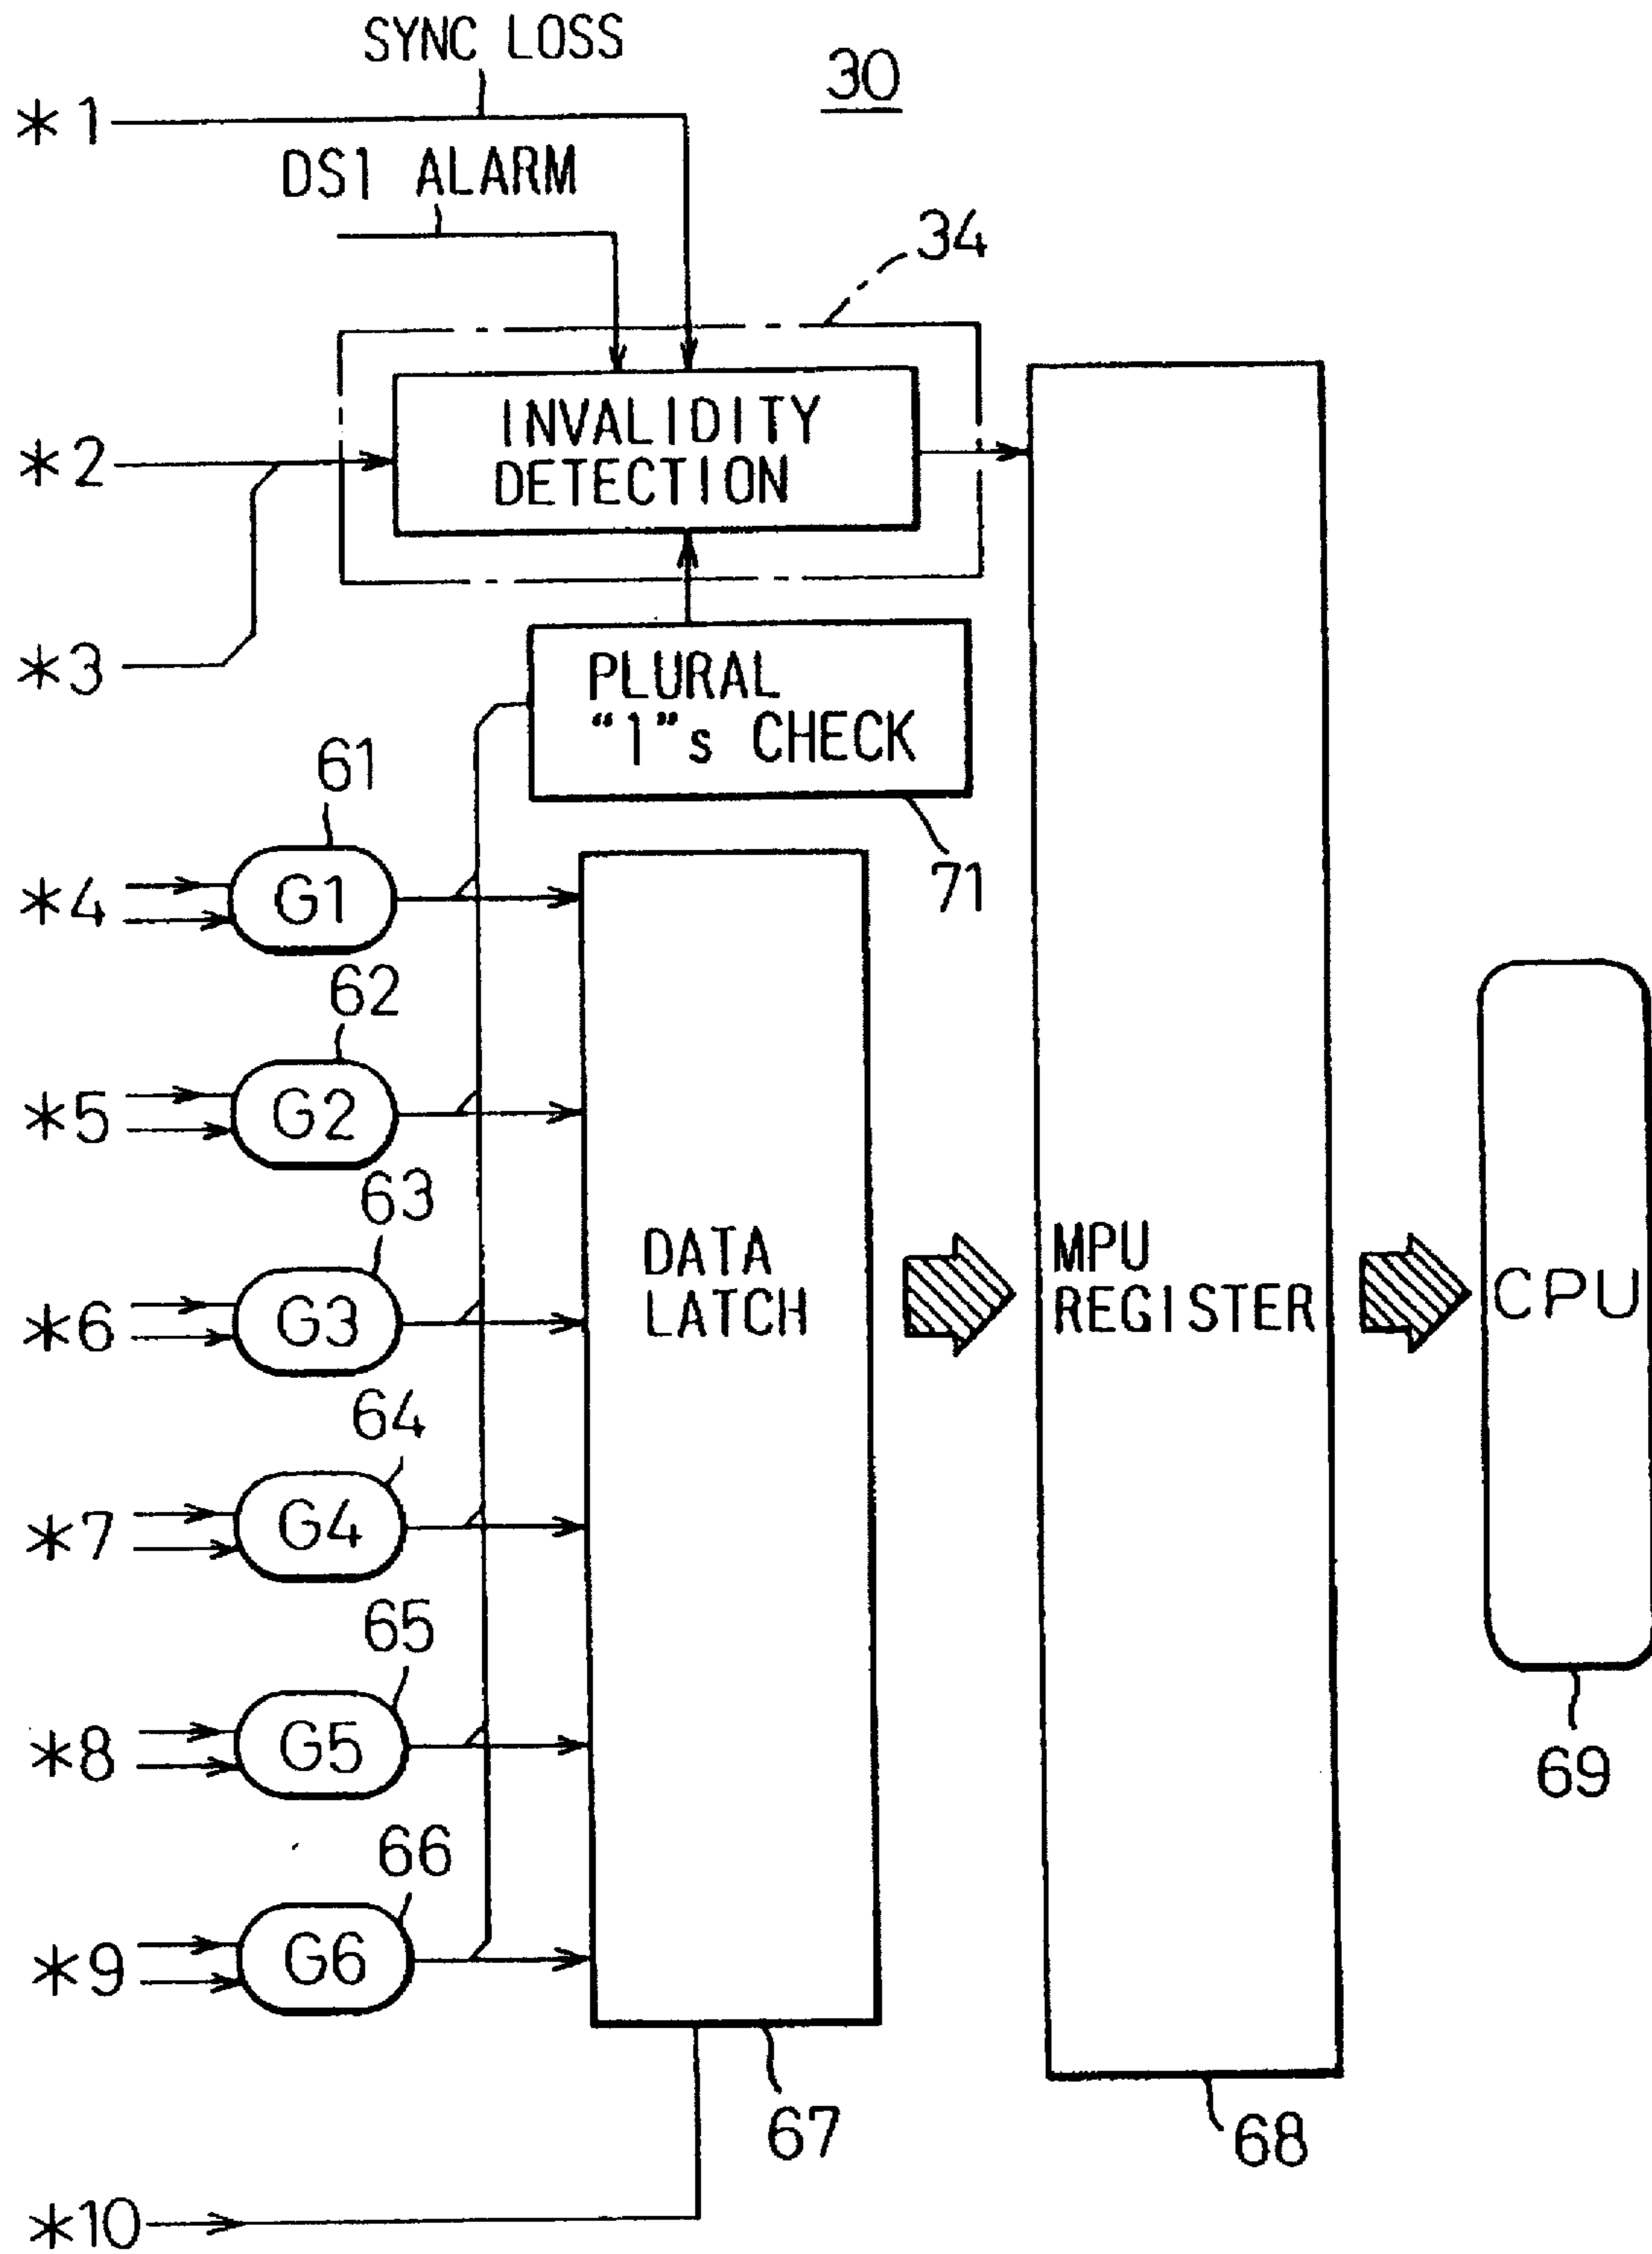 SYNC LOSS
30
*1
DS1 ALARM
34
INVALIDITY
DETECTION
*2
*3
PLURAL
“1”s CHECK
71
61
*4
G1
62
*5
G2
63
*6
G3
DATA
LATCH
MPU
REGISTER
CPU
64
*7
G4
65
*8
G5
69
66
*9
G6
67
68
*10